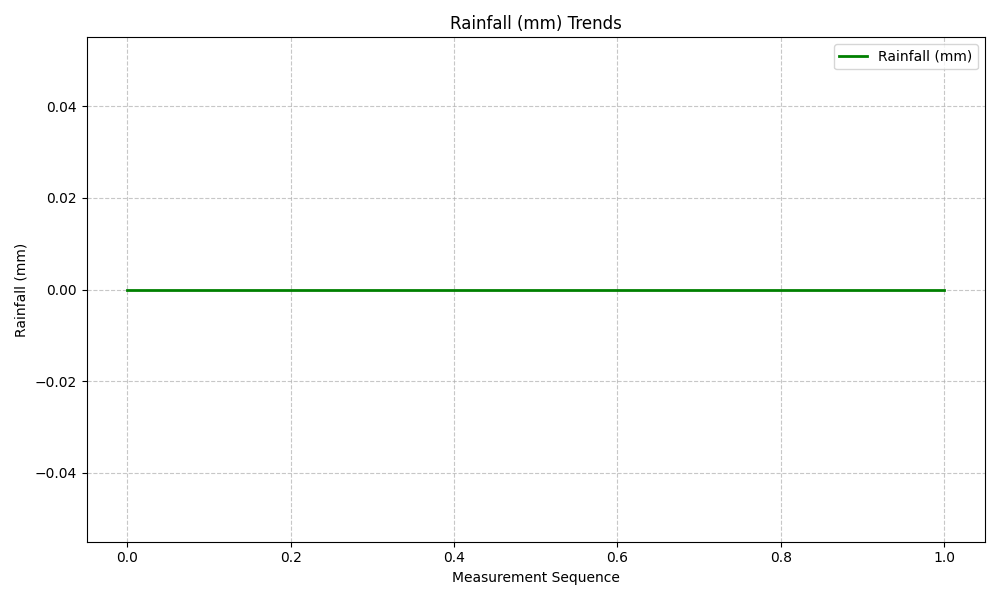 Rainfall (mm) Trends
Rainfall (mm)
0.04
0.02
0.00
−0.02
−0.04
Rainfall (mm)
0.0 0.2 0.4 0.6 0.8 1.0
Measurement Sequence